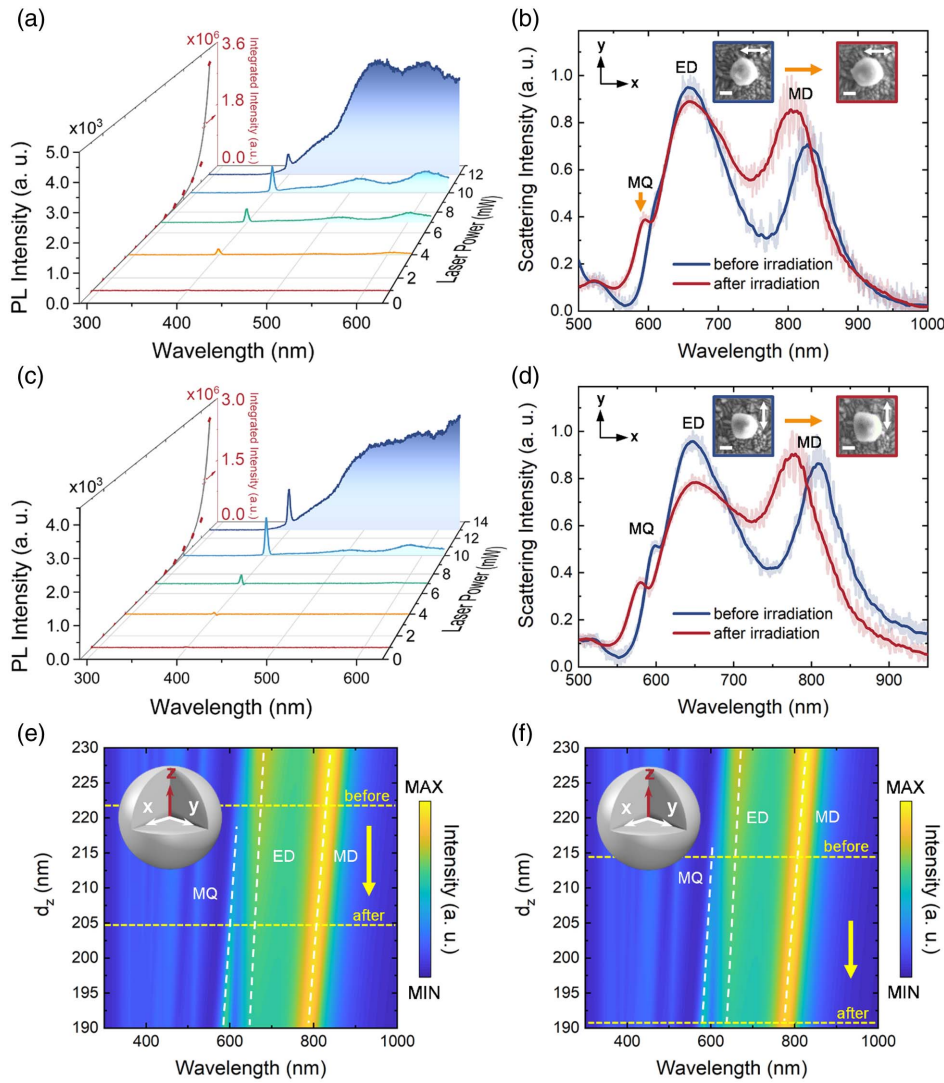 (a)
x10⁶
3.6
1.8
0.0
Integrated Intensity (a.u.)
x10³
5.0
4.0
3.0
2.0
1.0
0.0
PL Intensity (a. u.)
300
400
500
600
Wavelength (nm)
0
2
4
6
8
10
12
Laser Power (mW)
(b)
y
x
ED
MD
MQ
before irradiation
after irradiation
Scattering Intensity (a. u.)
1.0
0.8
0.6
0.4
0.2
0.0
500 600 700 800 900 1000
Wavelength (nm)
(c)
x10⁶
3.0
1.5
0.0
Integrated Intensity (a.u.)
x10³
4.0
3.0
2.0
1.0
0.0
PL Intensity (a. u.)
300
400
500
600
Wavelength (nm)
0
2
4
6
8
10
12
14
Laser Power (mW)
(d)
y
x
ED
MD
MQ
before irradiation
after irradiation
Scattering Intensity (a. u.)
1.0
0.8
0.6
0.4
0.2
0.0
500 600 700 800 900
Wavelength (nm)
(e)
230
225
220
215
210
205
200
195
190
d_z (nm)
z
x
y
before
ED
MD
MQ
after
400 600 800 1000
Wavelength (nm)
MAX
Intensity (a. u.)
MIN
(f)
230
225
220
215
210
205
200
195
190
d_z (nm)
z
x
y
ED
MD
before
MQ
after
400 600 800 1000
Wavelength (nm)
MAX
Intensity (a. u.)
MIN